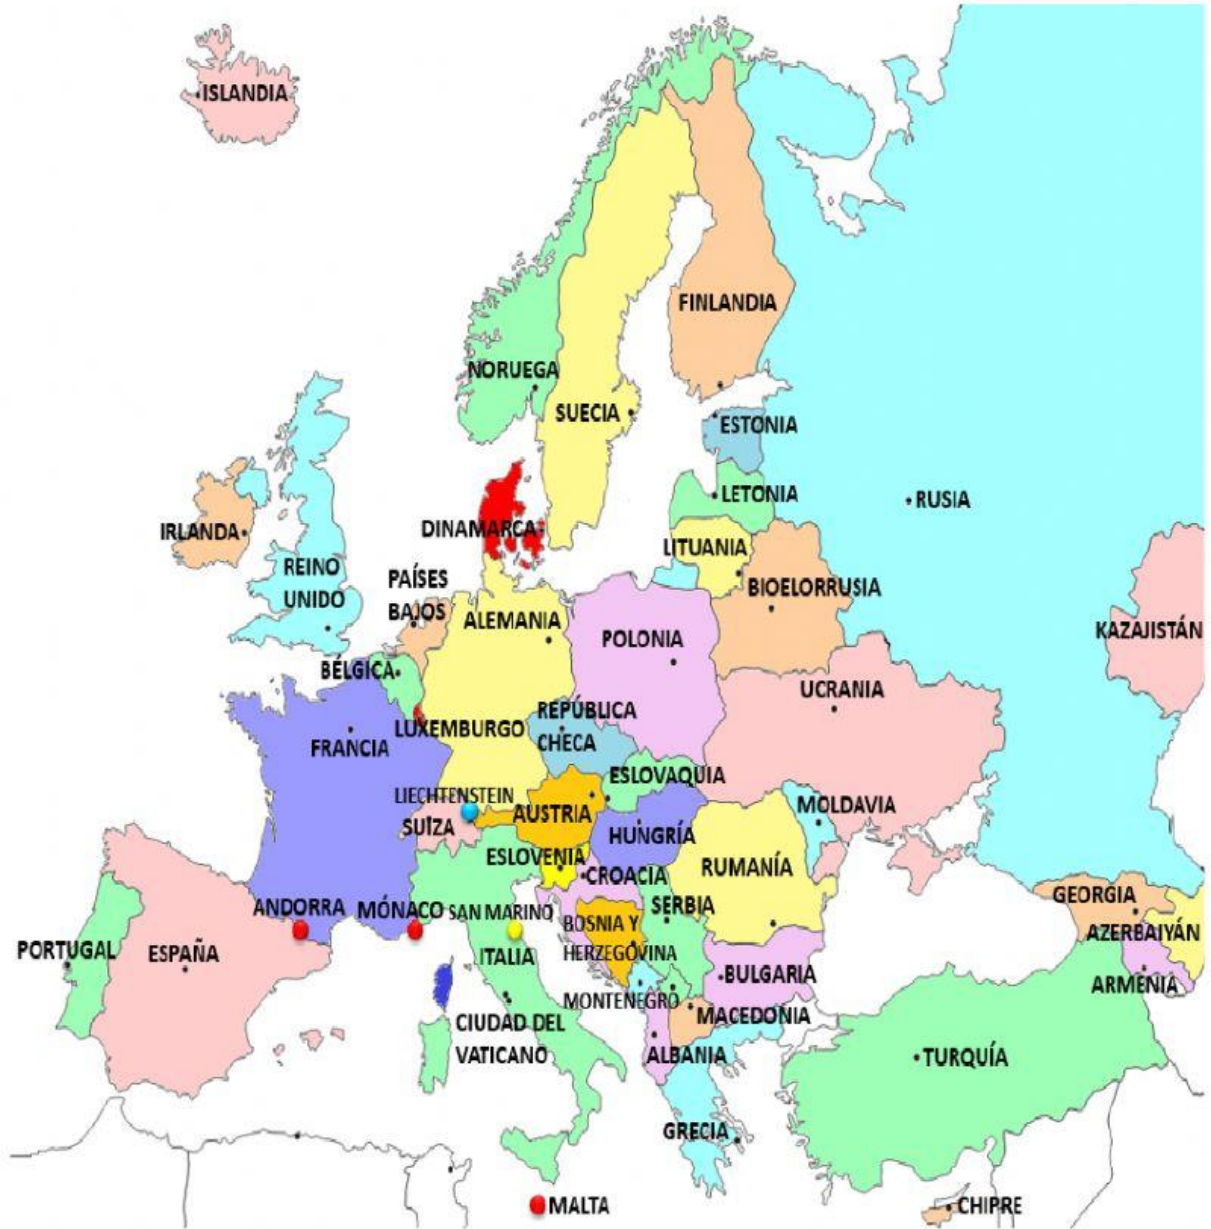 ISLANDIA
FINLANDIA
NORUEGA
SUECIA
ESTONIA
LETONIA
RUSIA
IRLANDA
DINAMARCA
LITUANIA
REINO
UNIDO
PAÍSES
BAJOS
BIOELORRUSIA
ALEMANIA
POLONIA
KAZAJISTÁN
BÉLGICA
UCRANIA
LUXEMBURGO
REPÚBLICA
CHECA
FRANCIA
ESLOVAQUIA
LIECHTENSTEIN
MOLDAVIA
AUSTRIA
SUIZA
HUNGRÍA
ESLOVENIA
RUMANÍA
CROACIA
GEORGIA
ANDORRA
MÓNACO
SAN MARINO
SERBIA
BOSNIA Y
HERZEGOVINA
AZERBAIYÁN
PORTUGAL
ESPAÑA
ITALIA
BULGARIA
ARMENIA
MONTENEGRO
MACEDONIA
CIUDAD DEL
VATICANO
ALBANIA
TURQUÍA
GRECIA
MALTA
CHIPRE